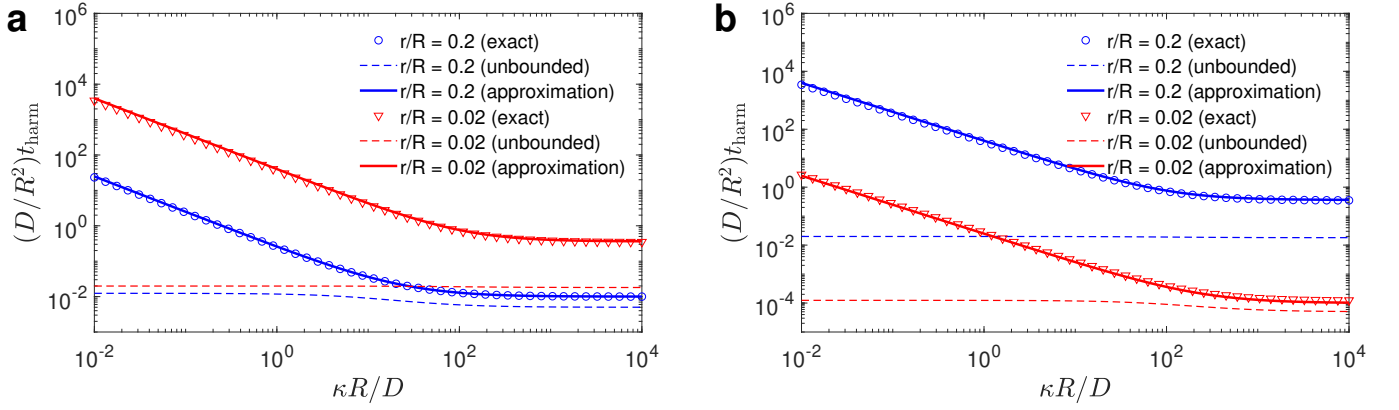 a
10^6
10^4
10^2
10^0
10^{-2}
(D/R^2)t_{harm}
r/R = 0.2 (exact)
r/R = 0.2 (unbounded)
r/R = 0.2 (approximation)
r/R = 0.02 (exact)
r/R = 0.02 (unbounded)
r/R = 0.02 (approximation)
10^{-2}
10^0
10^2
10^4
κR/D
b
10^6
10^4
10^2
10^0
10^{-2}
10^{-4}
(D/R^2)t_{harm}
r/R = 0.2 (exact)
r/R = 0.2 (unbounded)
r/R = 0.2 (approximation)
r/R = 0.02 (exact)
r/R = 0.02 (unbounded)
r/R = 0.02 (approximation)
10^{-2}
10^0
10^2
10^4
κR/D